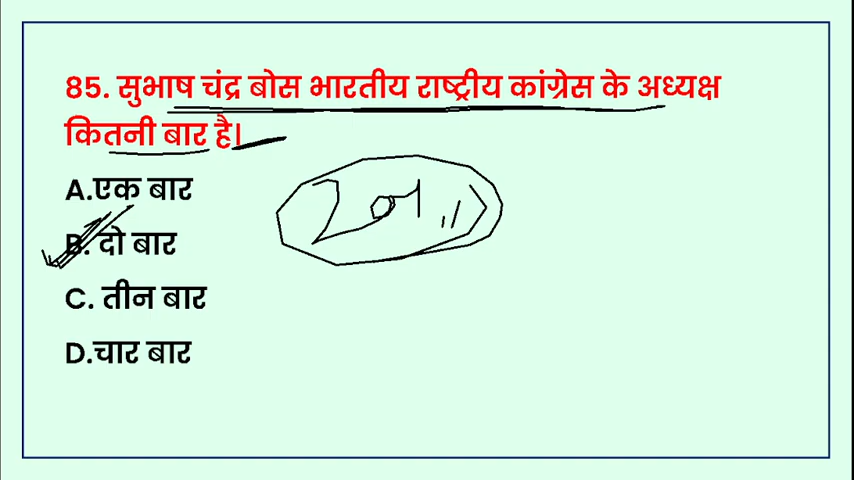 85. सुभाष चंद्र बोस भारतीय राष्ट्रीय कांग्रेस के अध्यक्ष
कितनी बार है।
A.एक बार
B. दो बार
C. तीन बार
D.चार बार